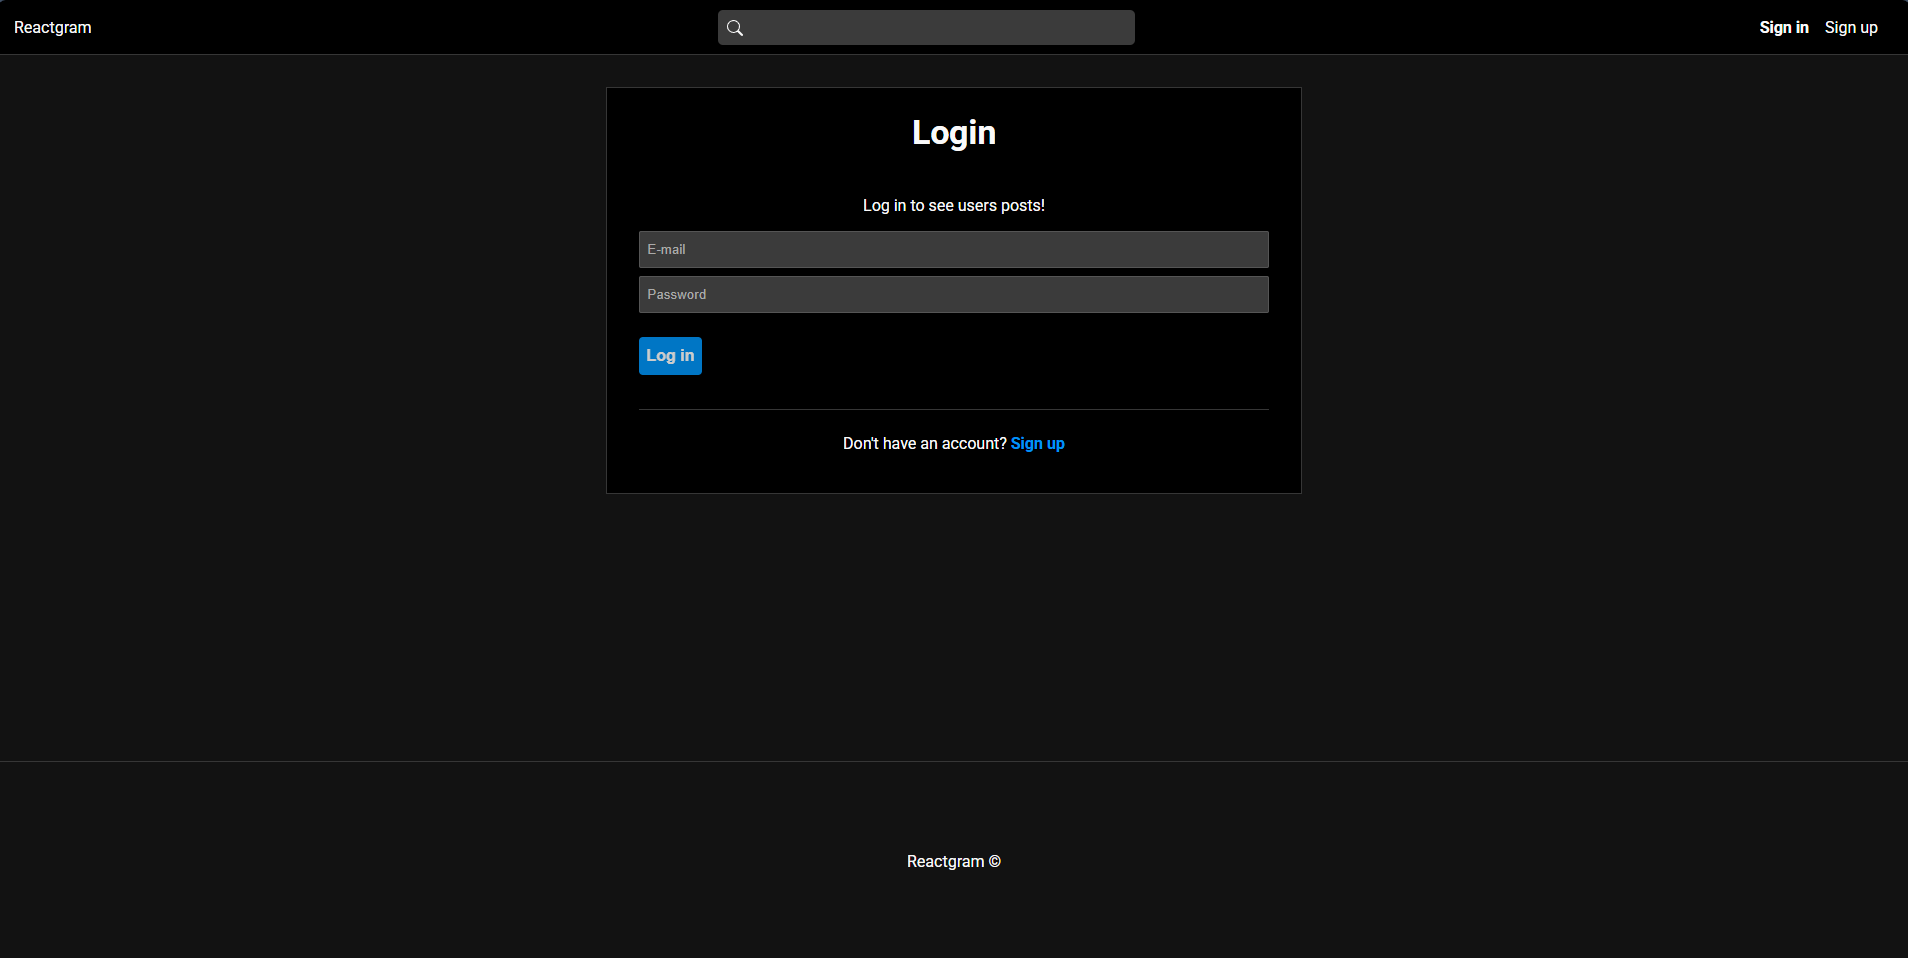 Reactgram
Sign in
Sign up
Login
Log in to see users posts!
E-mail
Password
Log in
Don't have an account? Sign up
Reactgram ©